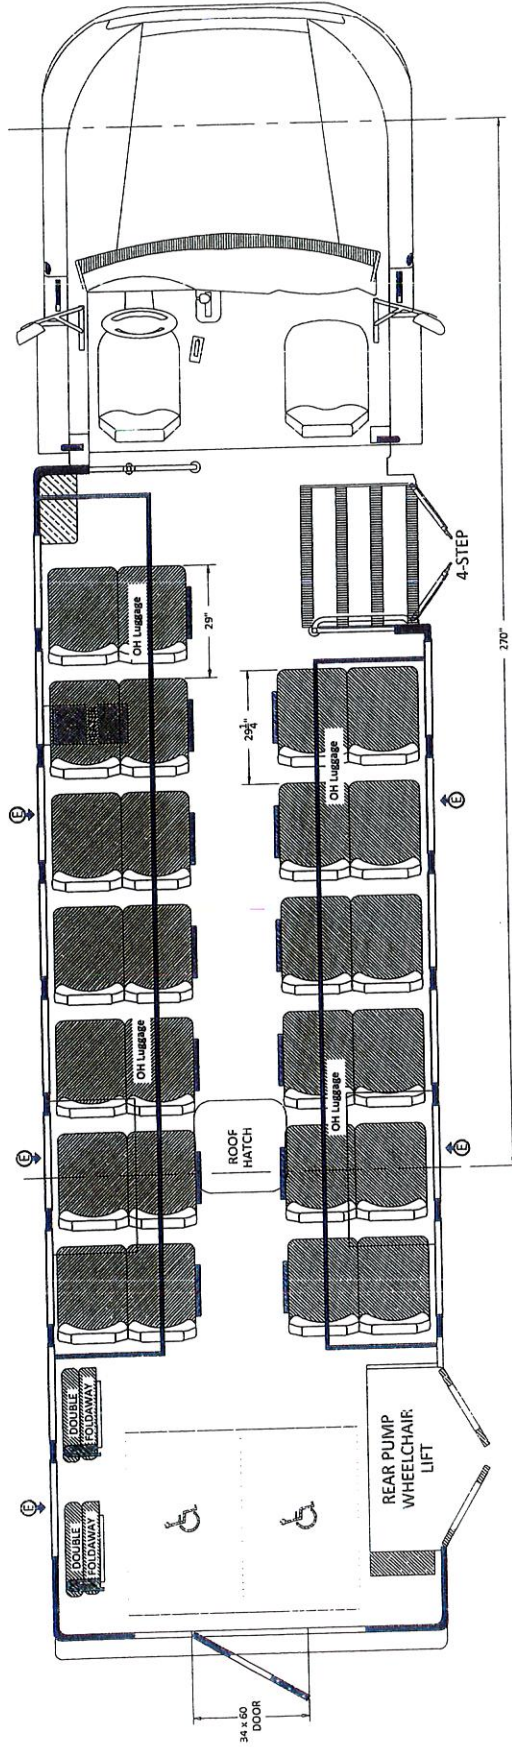 4-STEP
270"
OH Luggage
29"
29¼"
OH Luggage
E
E
OH Luggage
OH Luggage
ROOF
HATCH
E
E
DOUBLE
FOLDAWAY
DOUBLE
FOLDAWAY
E
REAR PUMP
WHEELCHAIR
LIFT
34 x 60
DOOR